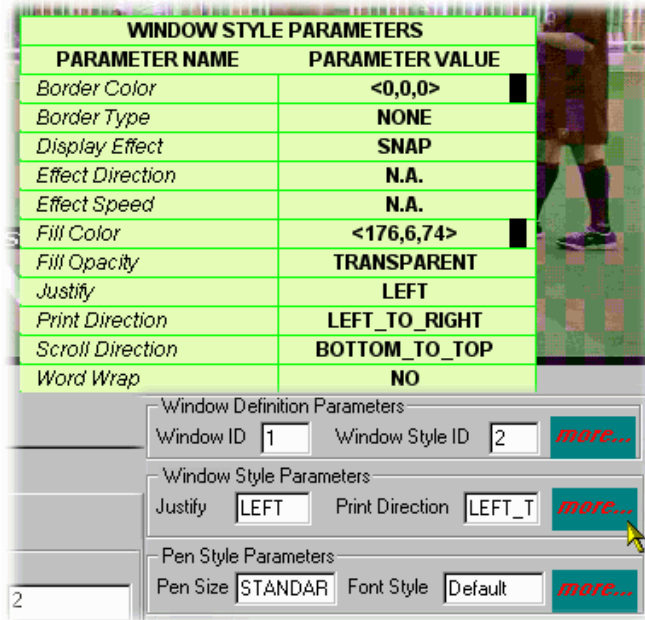 WINDOW STYLE PARAMETERS
PARAMETER NAME PARAMETER VALUE
Border Color <0,0,0>
Border Type NONE
Display Effect SNAP
Effect Direction N.A.
Effect Speed N.A.
Fill Color <176,6,74>
Fill Opacity TRANSPARENT
Justify LEFT
Print Direction LEFT_TO_RIGHT
Scroll Direction BOTTOM_TO_TOP
Word Wrap NO
Window Definition Parameters
Window ID 1 Window Style ID 2 more...
Window Style Parameters
Justify LEFT Print Direction LEFT_T more...
Pen Style Parameters
Pen Size STANDAR Font Style Default more...
2